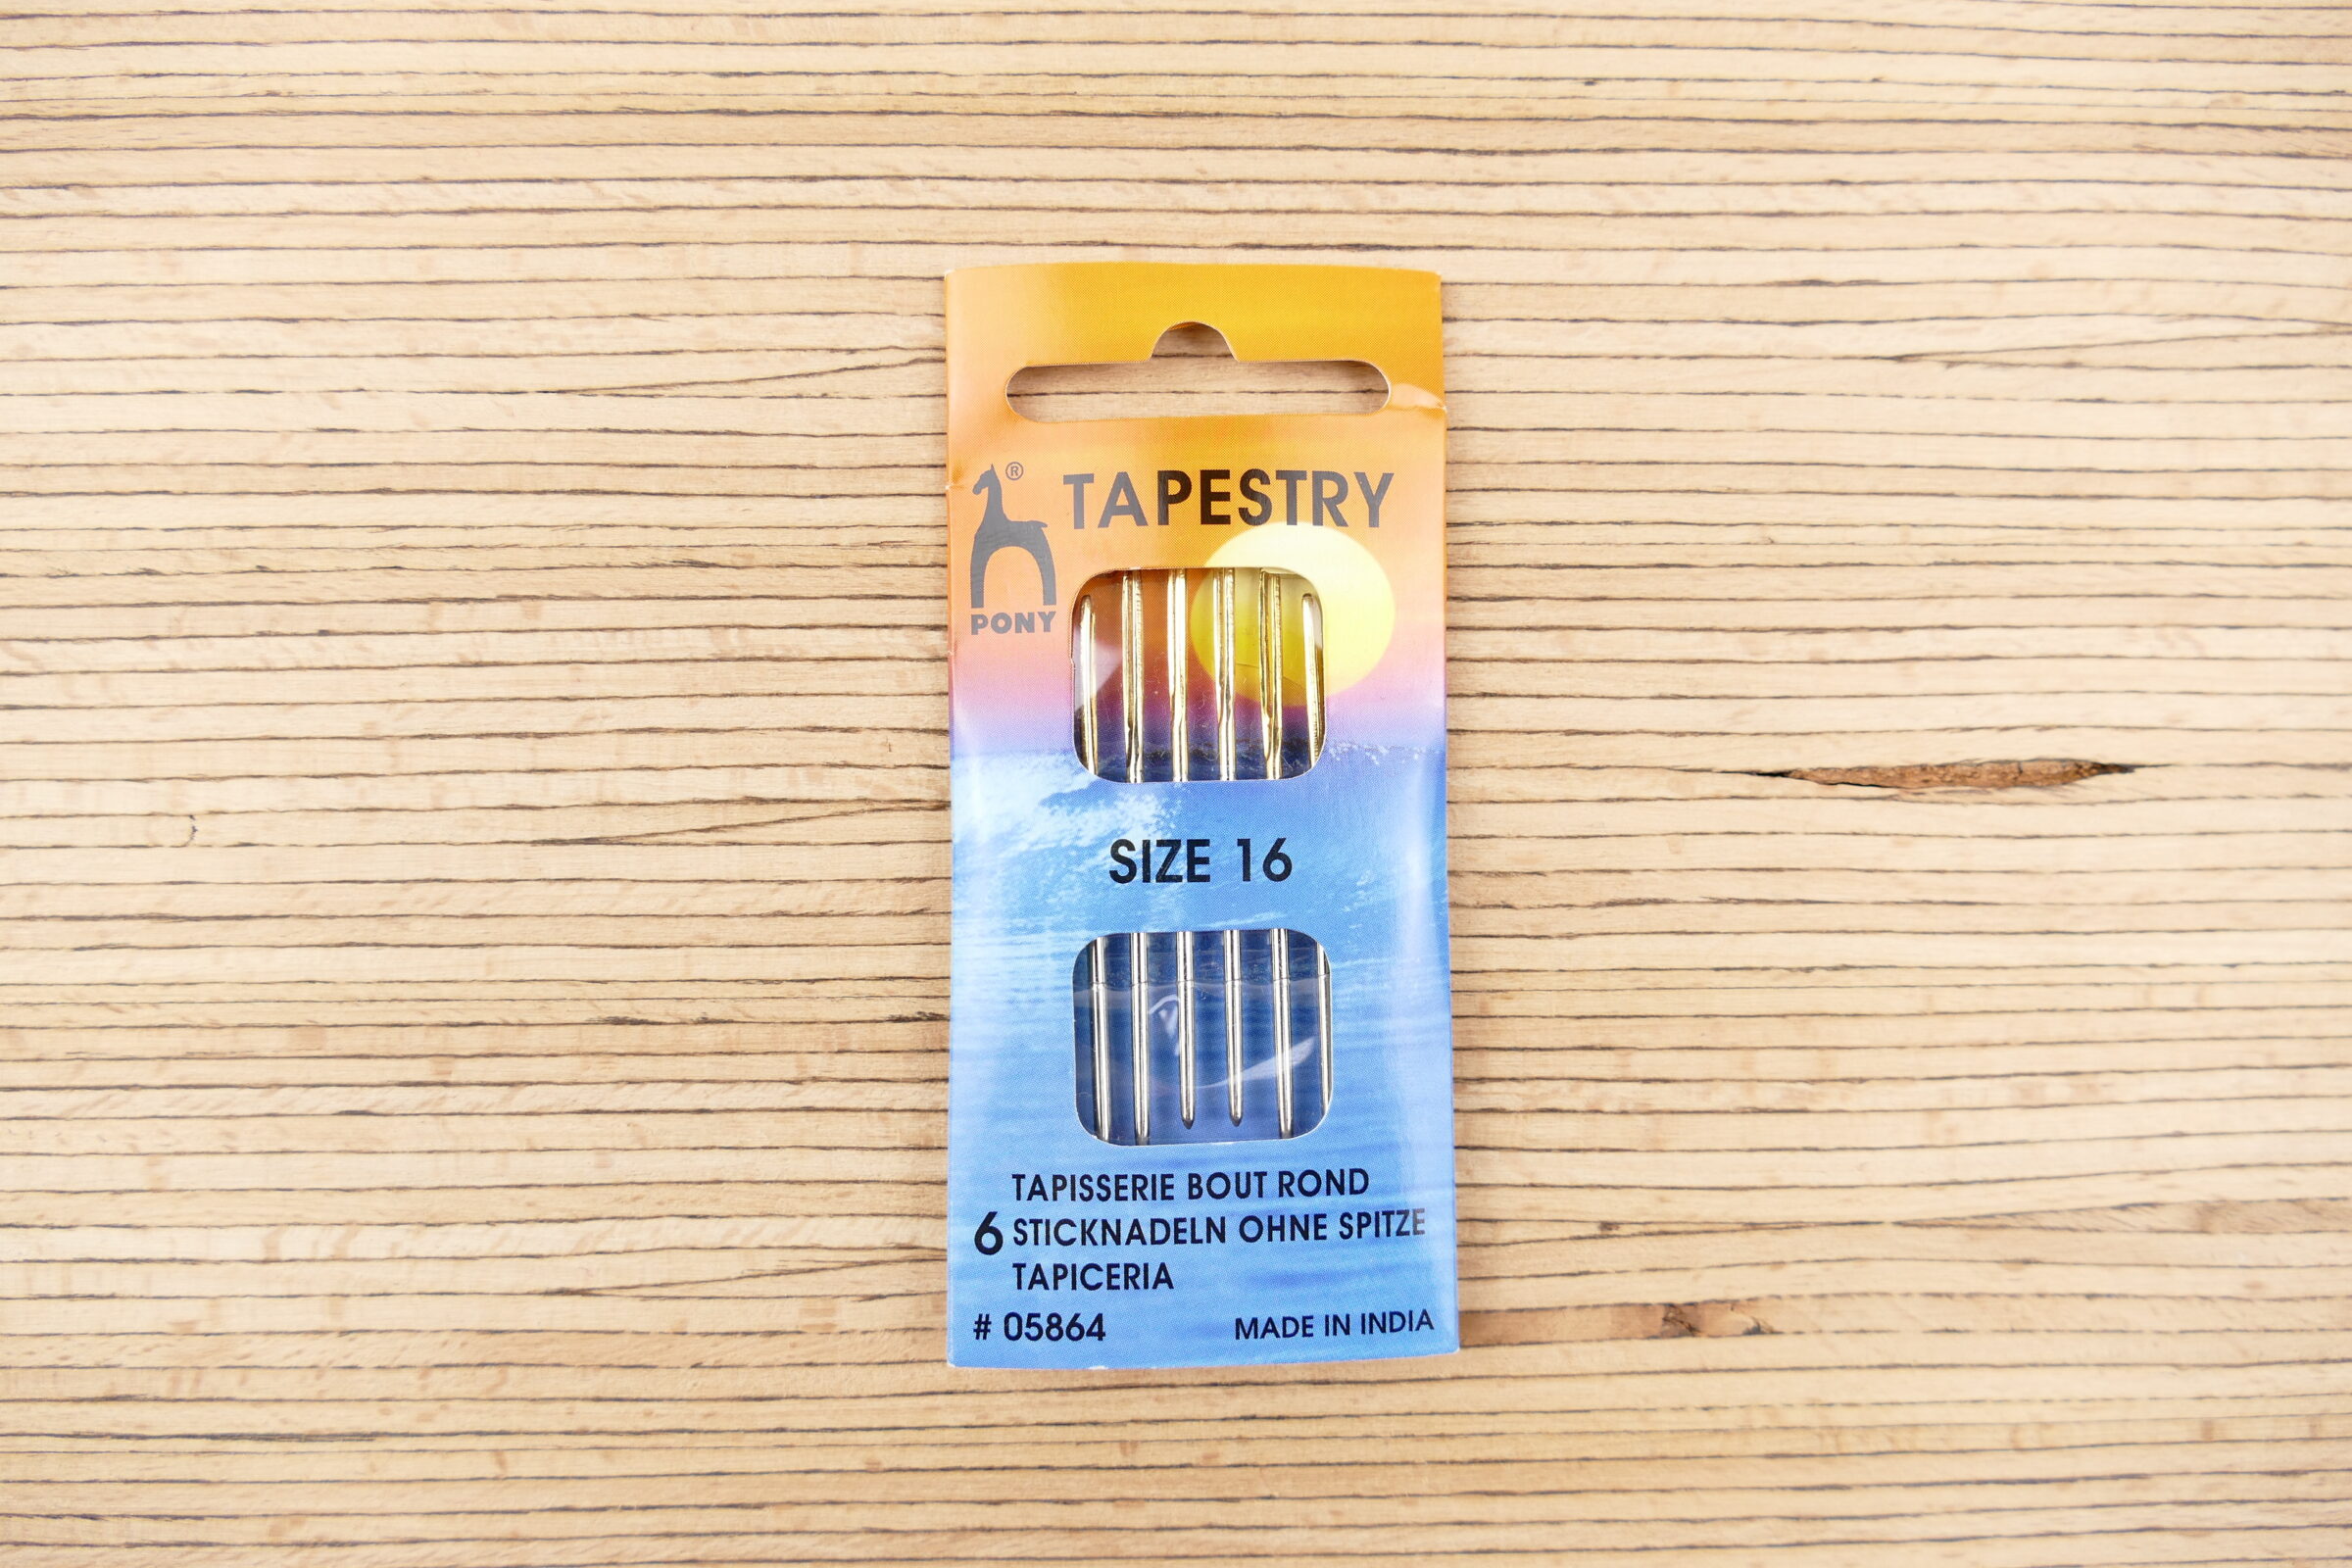 ®
TAPESTRY
PONY
SIZE 16
TAPISSERIE BOUT ROND
6 STICKNADELN OHNE SPITZE
TAPICERIA
# 05864 MADE IN INDIA